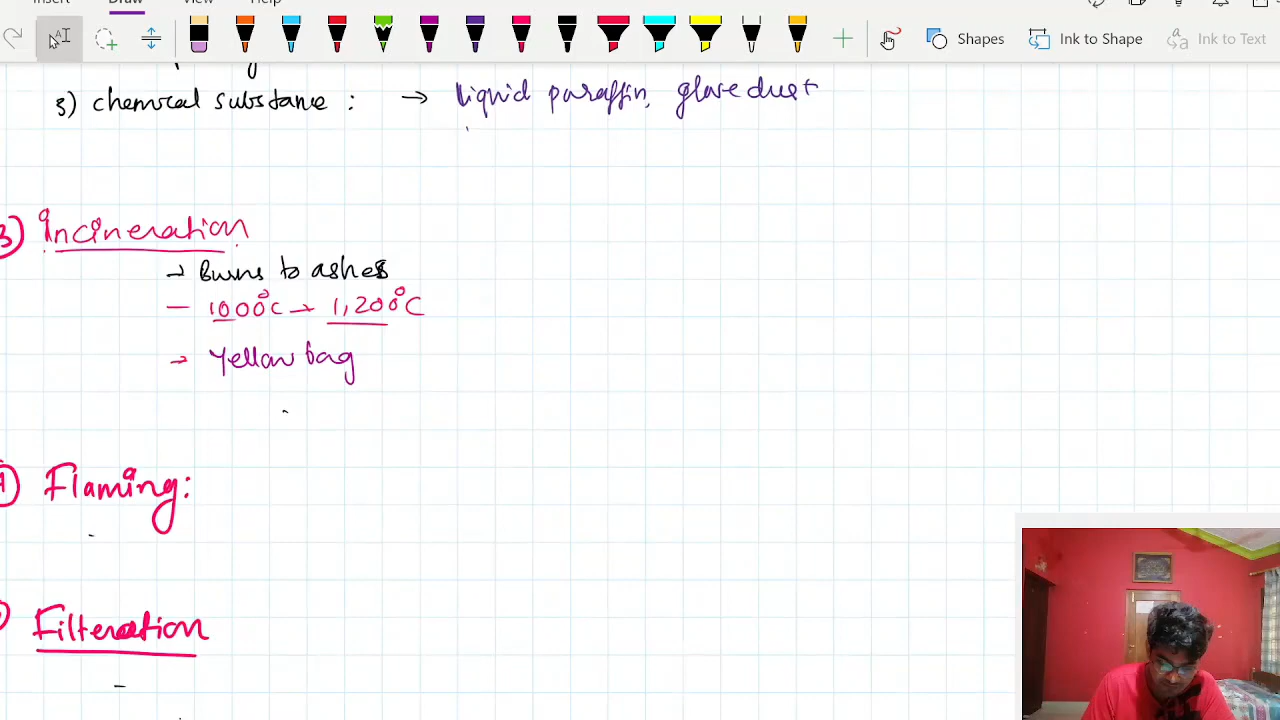 Insert Draw View Help
Shapes Ink to Shape Ink to Text
3) chemical substance : → liquid paraffin, glove dust
3) Incineration
→ Burns to ashes
– 1000°C → 1,200°C
→ Yellow bag
4) Flaming:
Filteration